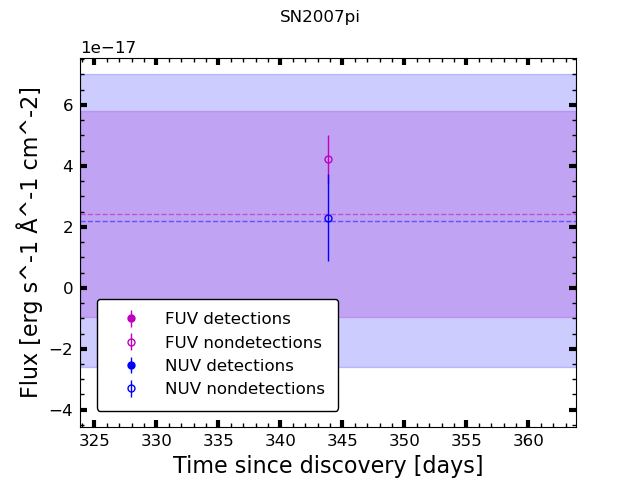 SN2007pi
1e−17
6
4
2
0
−2
−4
Flux [erg s^-1 Å^-1 cm^-2]
FUV detections
FUV nondetections
NUV detections
NUV nondetections
325 330 335 340 345 350 355 360
Time since discovery [days]